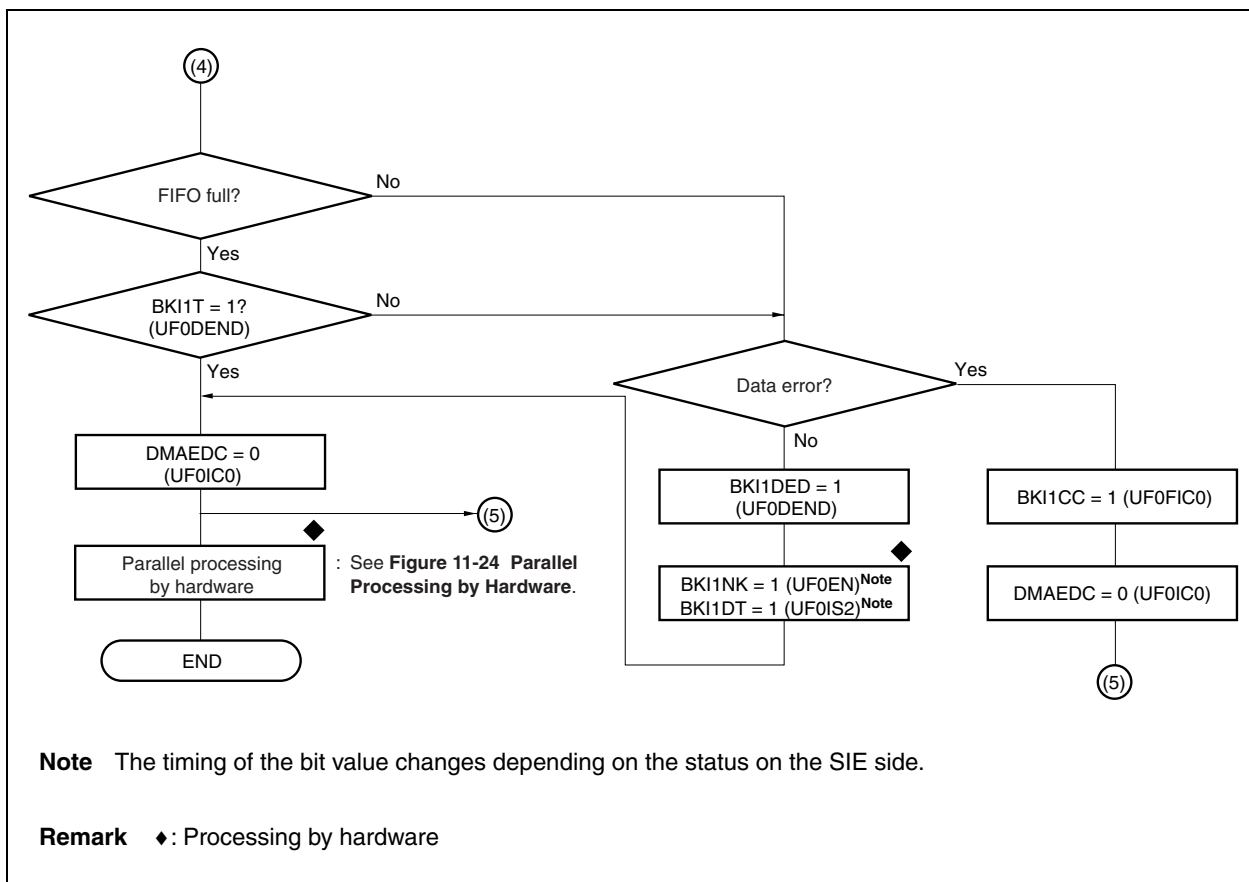 (4)
FIFO full?
No
Yes
BKI1T = 1?
(UF0DEND)
No
Yes
Data error?
Yes
No
DMAEDC = 0
(UF0IC0)
(5)
Parallel processing
by hardware
: See Figure 11-24 Parallel
Processing by Hardware.
END
BKI1DED = 1
(UF0DEND)
BKI1NK = 1 (UF0EN)Note
BKI1DT = 1 (UF0IS2)Note
BKI1CC = 1 (UF0FIC0)
DMAEDC = 0 (UF0IC0)
(5)
Note The timing of the bit value changes depending on the status on the SIE side.
Remark ♦: Processing by hardware